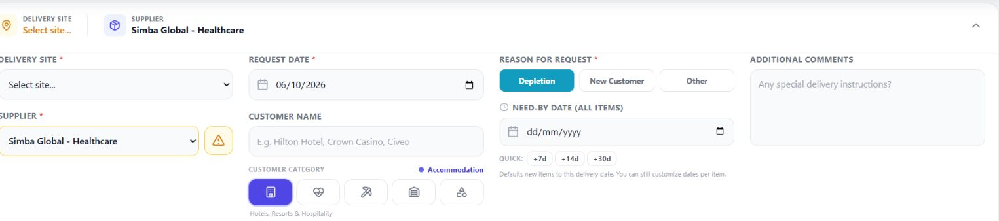 DELIVERY SITE
Select site...
SUPPLIER
Simba Global - Healthcare
DELIVERY SITE *
Select site...
SUPPLIER *
Simba Global - Healthcare
REQUEST DATE *
06/10/2026
CUSTOMER NAME
E.g. Hilton Hotel, Crown Casino, Civeo
CUSTOMER CATEGORY
Accommodation
Hotels, Resorts & Hospitality
REASON FOR REQUEST *
Depletion
New Customer
Other
NEED-BY DATE (ALL ITEMS)
dd/mm/yyyy
QUICK: +7d +14d +30d
Defaults new items to this delivery date. You can still customize dates per item.
ADDITIONAL COMMENTS
Any special delivery instructions?